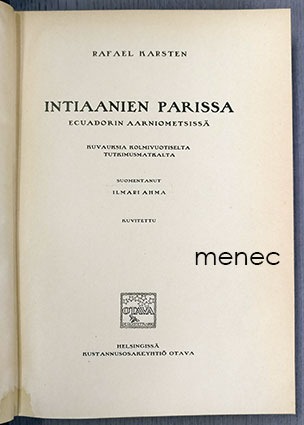 RAFAEL KARSTEN
INTIAANIEN PARISSA
ECUADORIN AARNIOMETSISSÄ
KUVAUKSIA KOLMIVUOTISELTA
TUTKIMUSMATKALTA
SUOMENTANUT
ILMARI AHMA
KUVITETTU
menec
OTAVA
HELSINGISSÄ
KUSTANNUSOSAKEYHTIÖ OTAVA